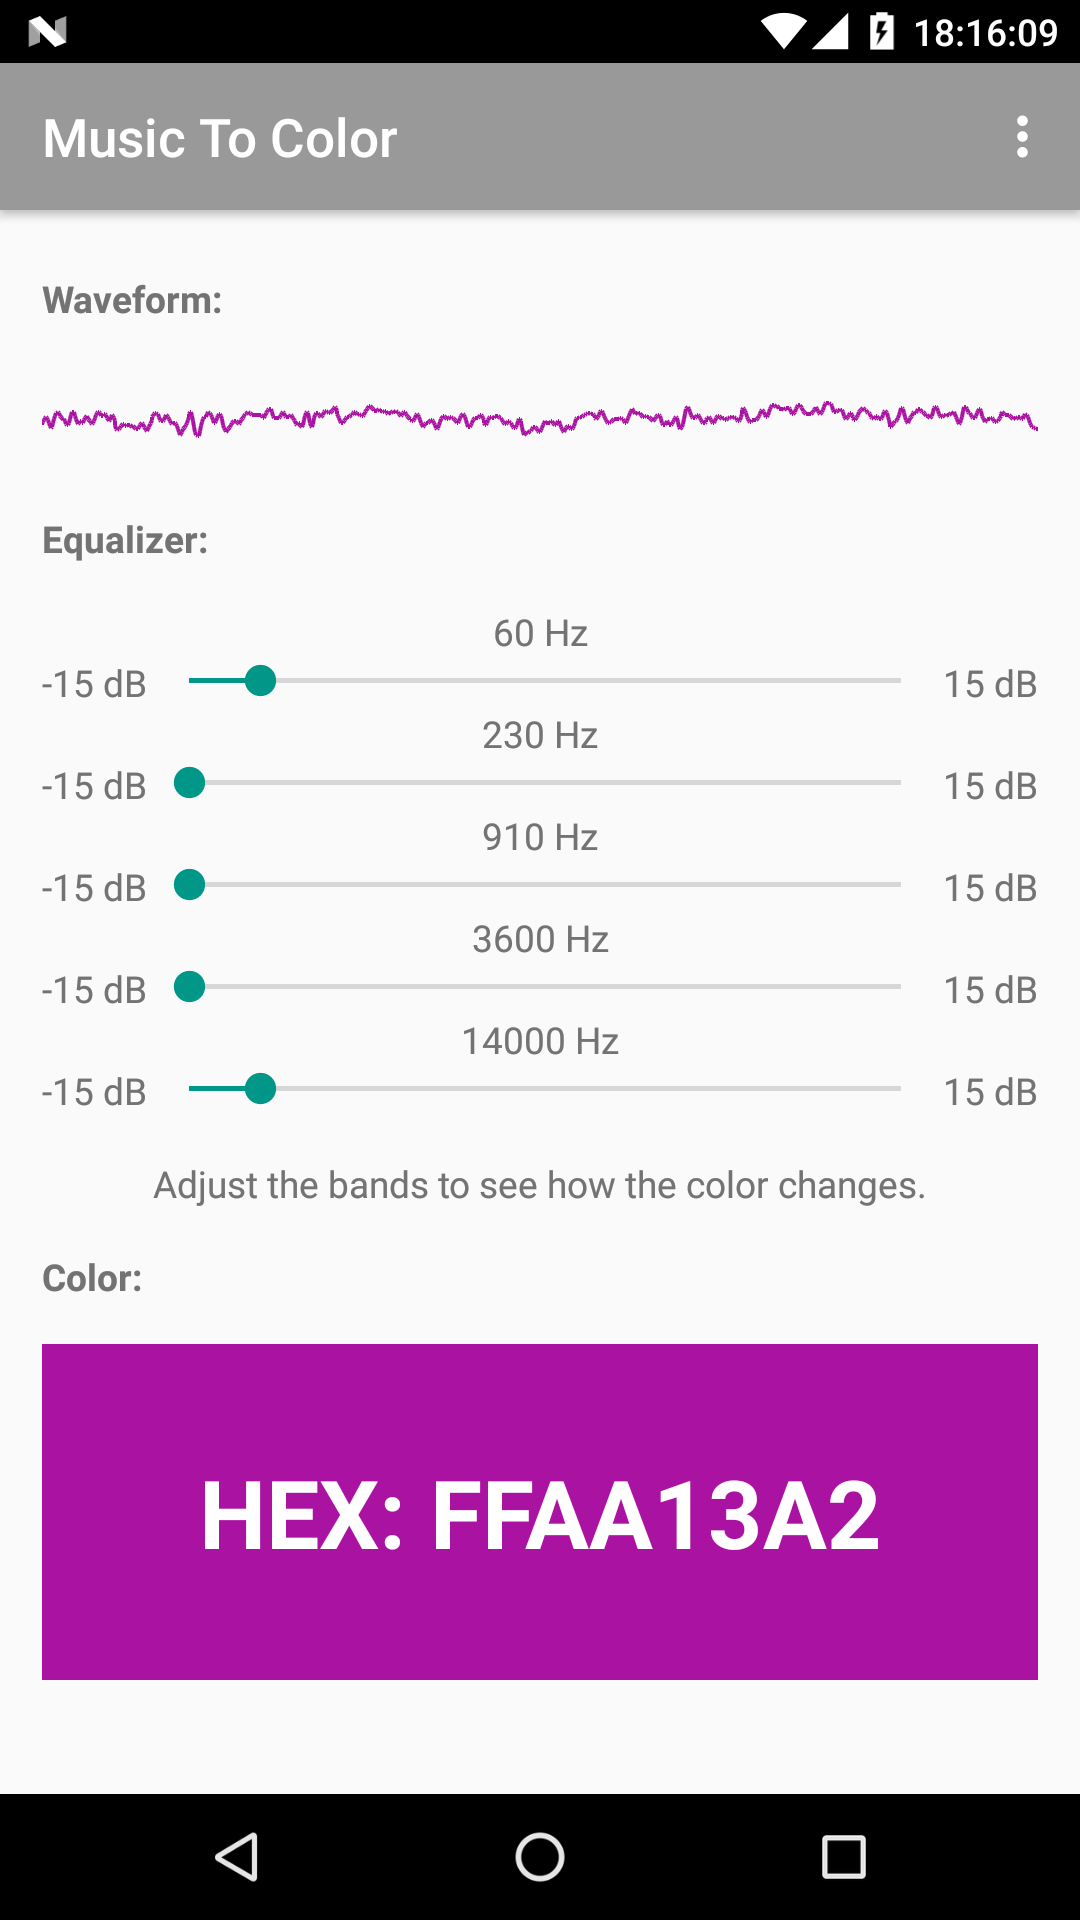 18:16:09
Music To Color
Waveform:
Equalizer:
60 Hz
-15 dB 15 dB
230 Hz
-15 dB 15 dB
910 Hz
-15 dB 15 dB
3600 Hz
-15 dB 15 dB
14000 Hz
-15 dB 15 dB
Adjust the bands to see how the color changes.
Color:
HEX: FFAA13A2